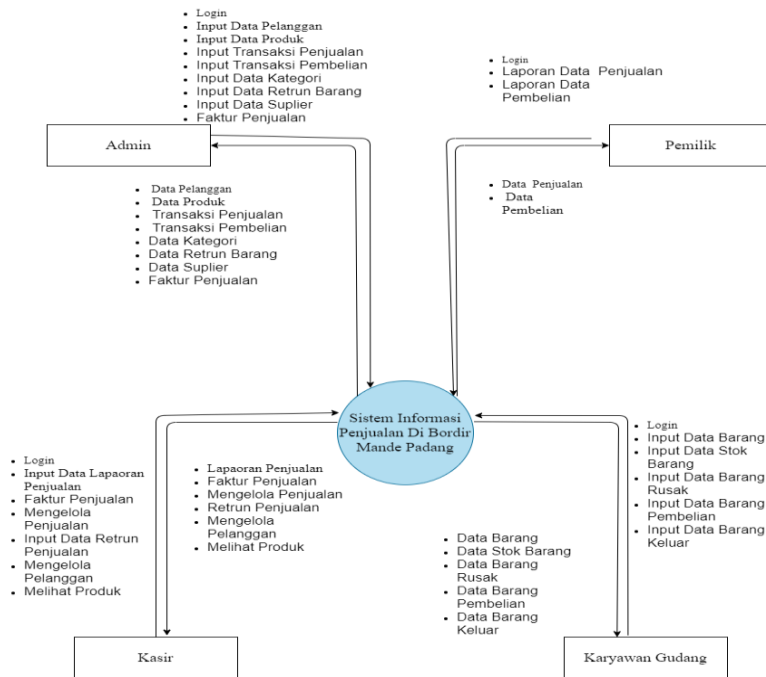 Login
Input Data Pelanggan
Input Data Produk
Input Transaksi Penjualan
Input Transaksi Pembelian
Input Data Kategori
Input Data Retrun Barang
Input Data Suplier
Faktur Penjualan
Login
Laporan Data Penjualan
Laporan Data
Pembelian
Admin
Pemilik
Data Pelanggan
Data Produk
Transaksi Penjualan
Transaksi Pembelian
Data Kategori
Data Retrun Barang
Data Suplier
Faktur Penjualan
Data Penjualan
Data
Pembelian
Sistem Informasi
Penjualan Di Bordir
Mande Padang
Login
Input Data Lapaoran
Penjualan
Faktur Penjualan
Mengelola
Penjualan
Input Data Retrun
Penjualan
Mengelola
Pelanggan
Melihat Produk
Lapaoran Penjualan
Faktur Penjualan
Mengelola Penjualan
Retrun Penjualan
Mengelola
Pelanggan
Melihat Produk
Login
Input Data Barang
Input Data Stok
Barang
Input Data Barang
Rusak
Input Data Barang
Pembelian
Input Data Barang
Keluar
Data Barang
Data Stok Barang
Data Barang
Rusak
Data Barang
Pembelian
Data Barang
Keluar
Kasir
Karyawan Gudang